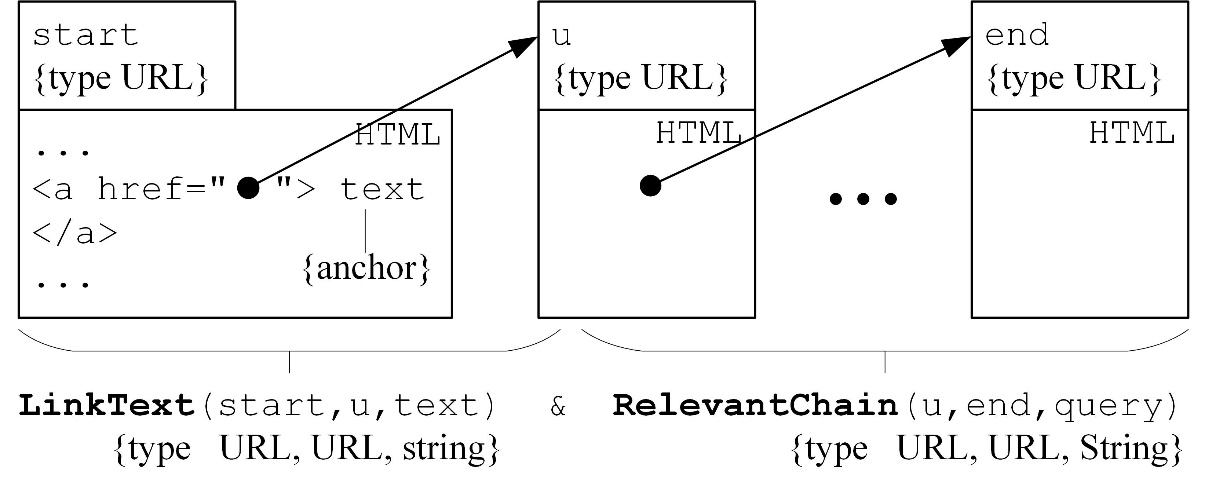 start
{type URL}
u
{type URL}
end
{type URL}
HTML
...
<a href=" "> text
</a>
{anchor}
...
HTML
...
HTML
LinkText(start,u,text) & RelevantChain(u,end,query)
{type URL, URL, string} {type URL, URL, String}